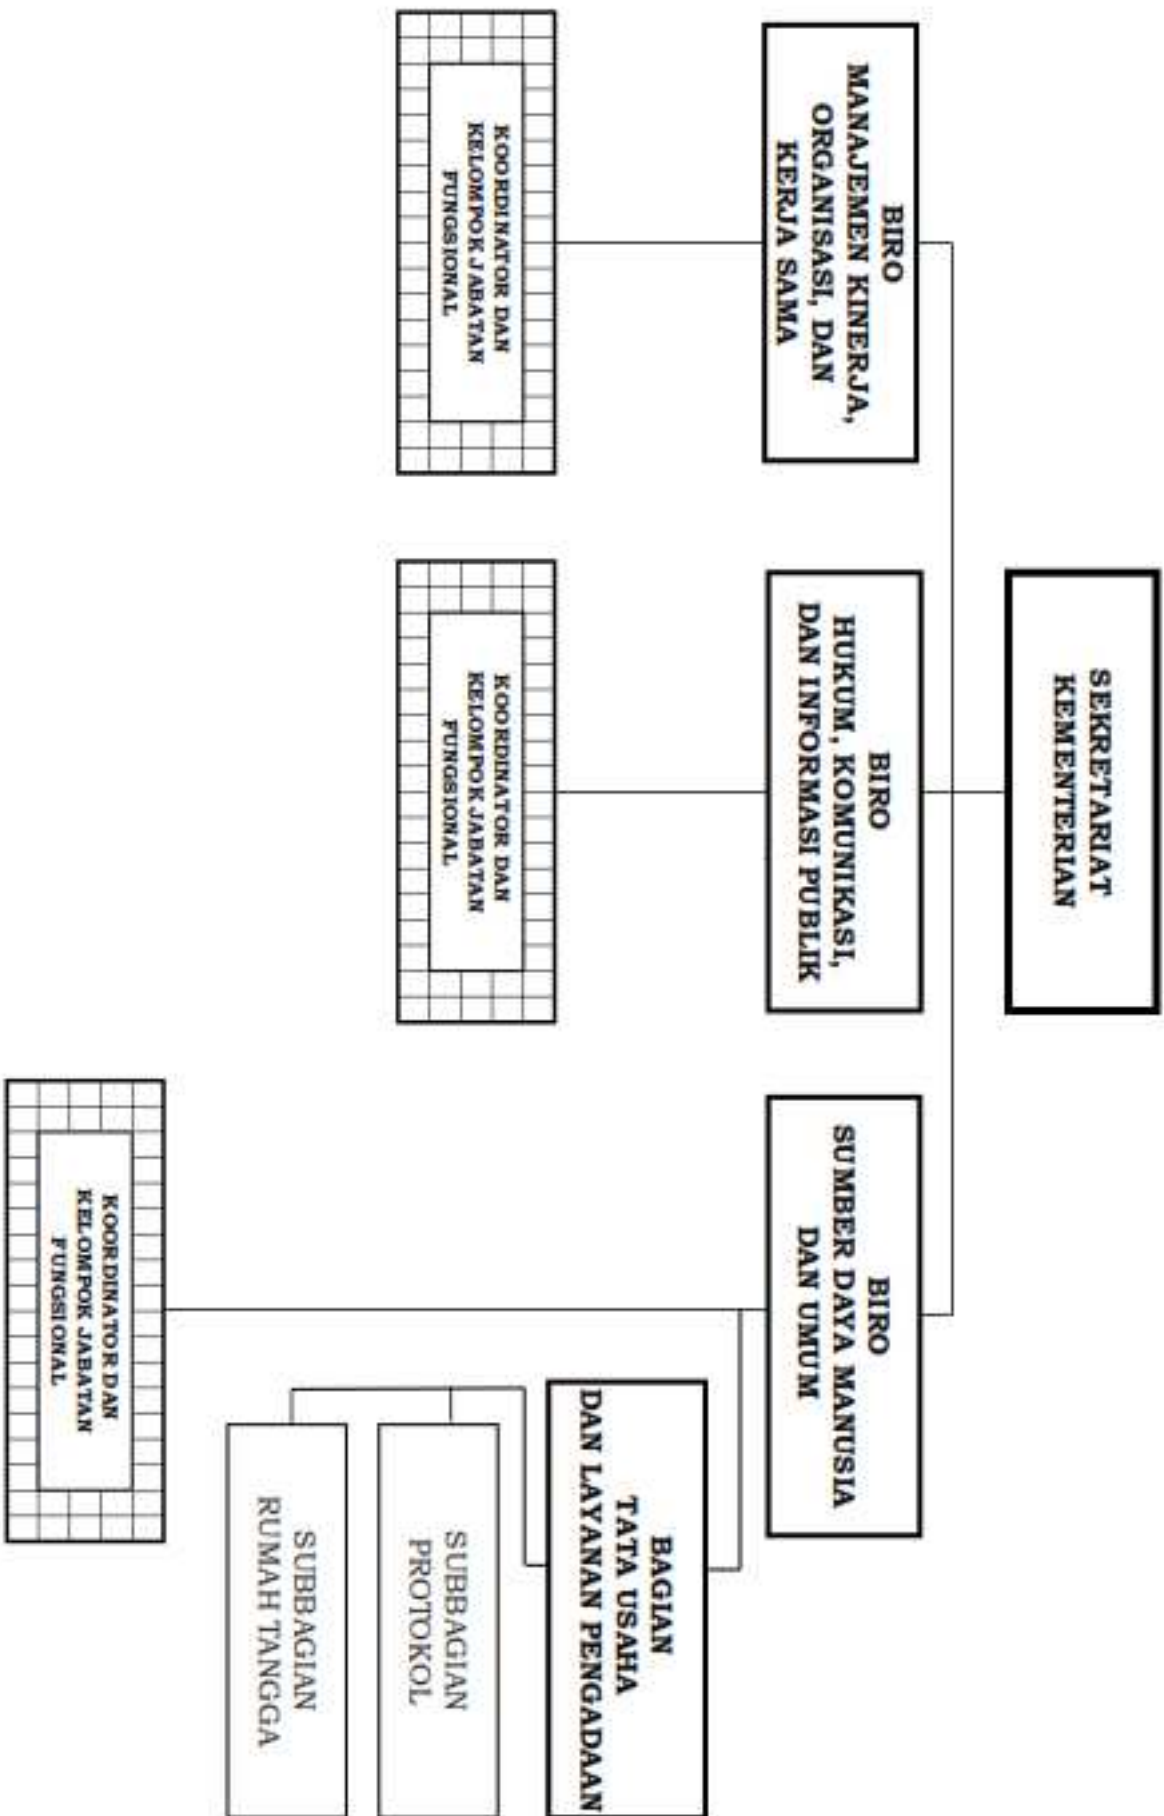 SEKRETARIAT
KEMENTERIAN
BIRO
MANAJEMEN KINERJA,
ORGANISASI, DAN
KERJA SAMA
BIRO
HUKUM, KOMUNIKASI,
DAN INFORMASI PUBLIK
BIRO
SUMBER DAYA MANUSIA
DAN UMUM
BAGIAN
TATA USAHA
DAN LAYANAN PENGADAAN
KOORDINATOR DAN
KELOMPOK JABATAN
FUNGSIONAL
KOORDINATOR DAN
KELOMPOK JABATAN
FUNGSIONAL
SUBBAGIAN
PROTOKOL
SUBBAGIAN
RUMAH TANGGA
KOORDINATOR DAN
KELOMPOK JABATAN
FUNGSIONAL